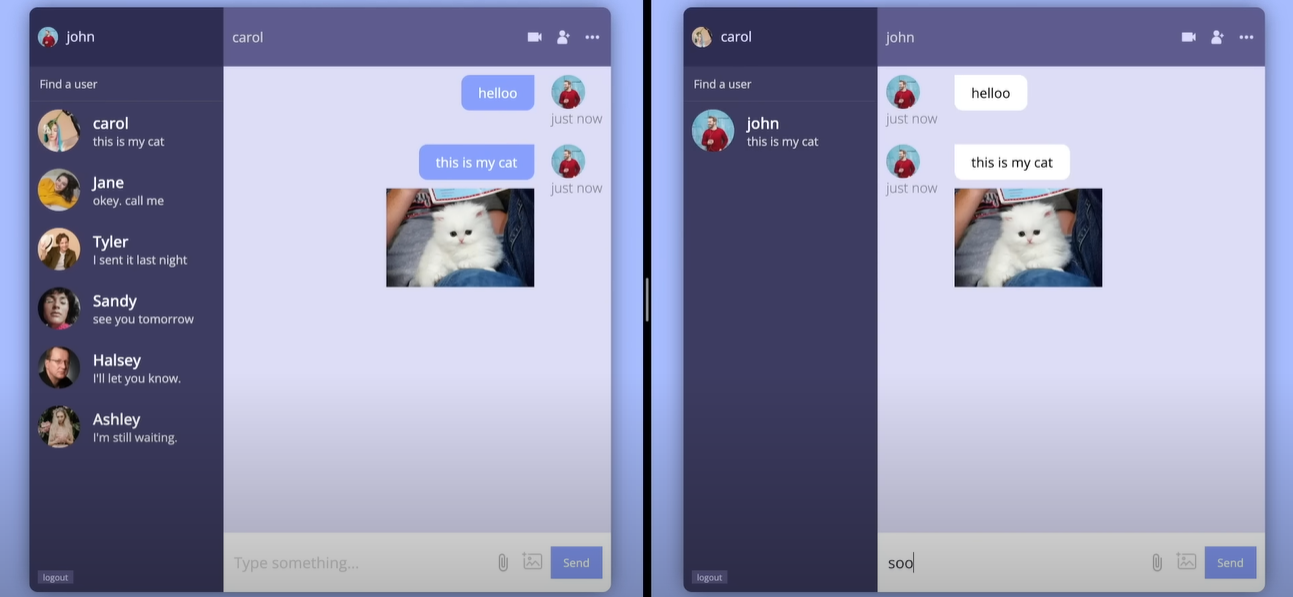 john
carol
Find a user
carol
this is my cat
Jane
okey. call me
Tyler
I sent it last night
Sandy
see you tomorrow
Halsey
I'll let you know.
Ashley
I'm still waiting.
logout
helloo
just now
this is my cat
just now
Type something...
Send
carol
john
Find a user
john
this is my cat
logout
helloo
just now
this is my cat
just now
soo
Send